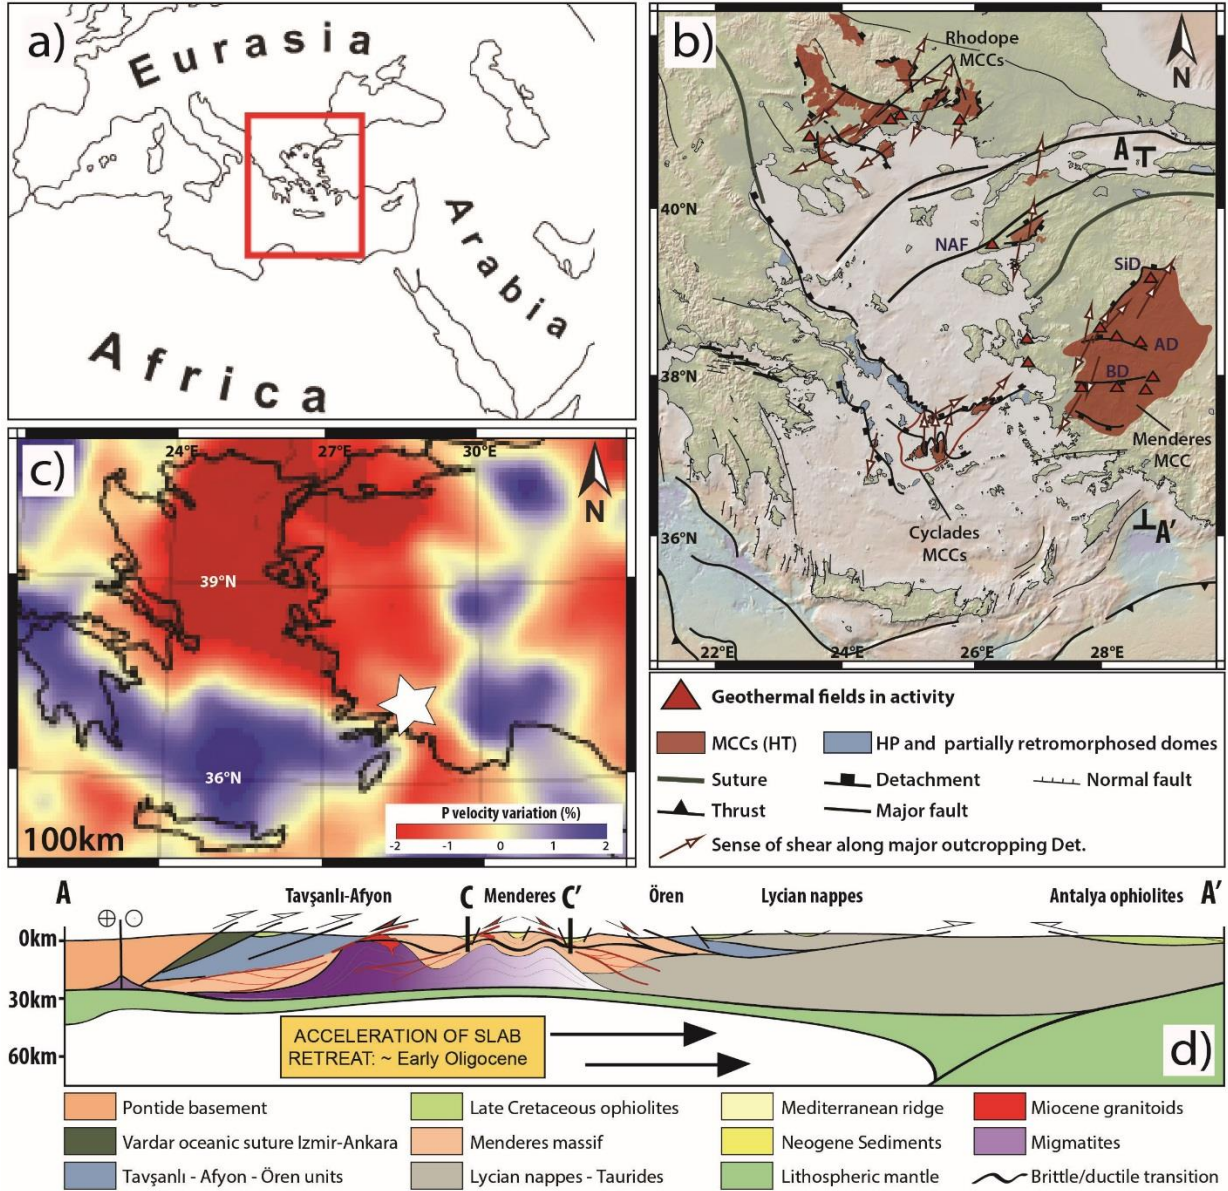 a)
Eurasia
Arabia
Africa
b)
Rhodope
MCCs
N
A
40°N
NAF
SiD
AD
38°N
BD
Menderes
MCC
Cyclades
MCCs
A'
36°N
22°E
24°E
26°E
28°E
c)
24°E
27°E
30°E
N
39°N
36°N
P velocity variation (%)
-2
-1
0
1
2
100km
Geothermal fields in activity
MCCs (HT)
HP and partially retromorphosed domes
Suture
Detachment
Normal fault
Thrust
Major fault
Sense of shear along major outcropping Det.
A
Tavşanlı-Afyon
C
Menderes
C'
Ören
Lycian nappes
Antalya ophiolites
A'
0km
30km
60km
ACCELERATION OF SLAB
RETREAT: ~ Early Oligocene
d)
Pontide basement
Late Cretaceous ophiolites
Mediterranean ridge
Miocene granitoids
Vardar oceanic suture Izmir-Ankara
Menderes massif
Neogene Sediments
Migmatites
Tavşanlı - Afyon - Ören units
Lycian nappes - Taurides
Lithospheric mantle
Brittle/ductile transition